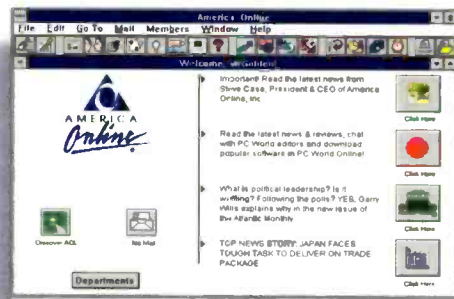 America Online
File Edit Go To Mail Members Window Help
Welcome,
AMERICA
Online
Important! Read the latest news from
Steve Case, President & CEO of America
Online, Inc
Click Here
Read the latest news & reviews, chat
with PC World editors and download
popular software in PC World Online!
Click Here
What is political leadership? Is it
wiffling? Following the polls? YES, Garry
Wills explains why in the new issue of
the Atlantic Monthly
Click Here
TOP NEWS STORY: JAPAN FACES
TOUGH TASK TO DELIVER ON TRADE
PACKAGE
Click Here
Discover AOL
No Mail
Departments